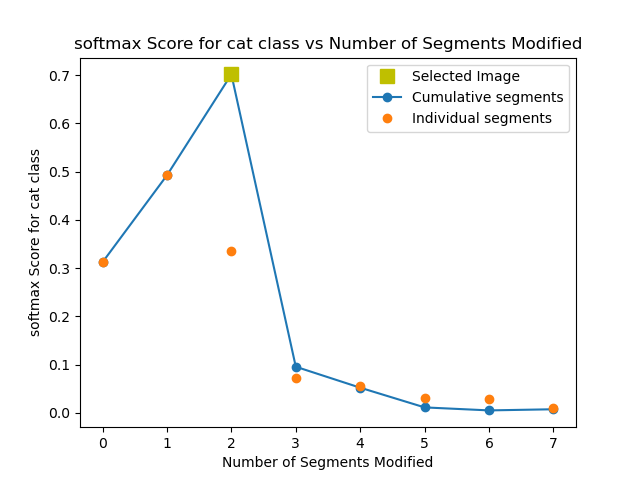 softmax Score for cat class vs Number of Segments Modified
Selected Image
Cumulative segments
Individual segments
softmax Score for cat class
0.7
0.6
0.5
0.4
0.3
0.2
0.1
0.0
0 1 2 3 4 5 6 7
Number of Segments Modified